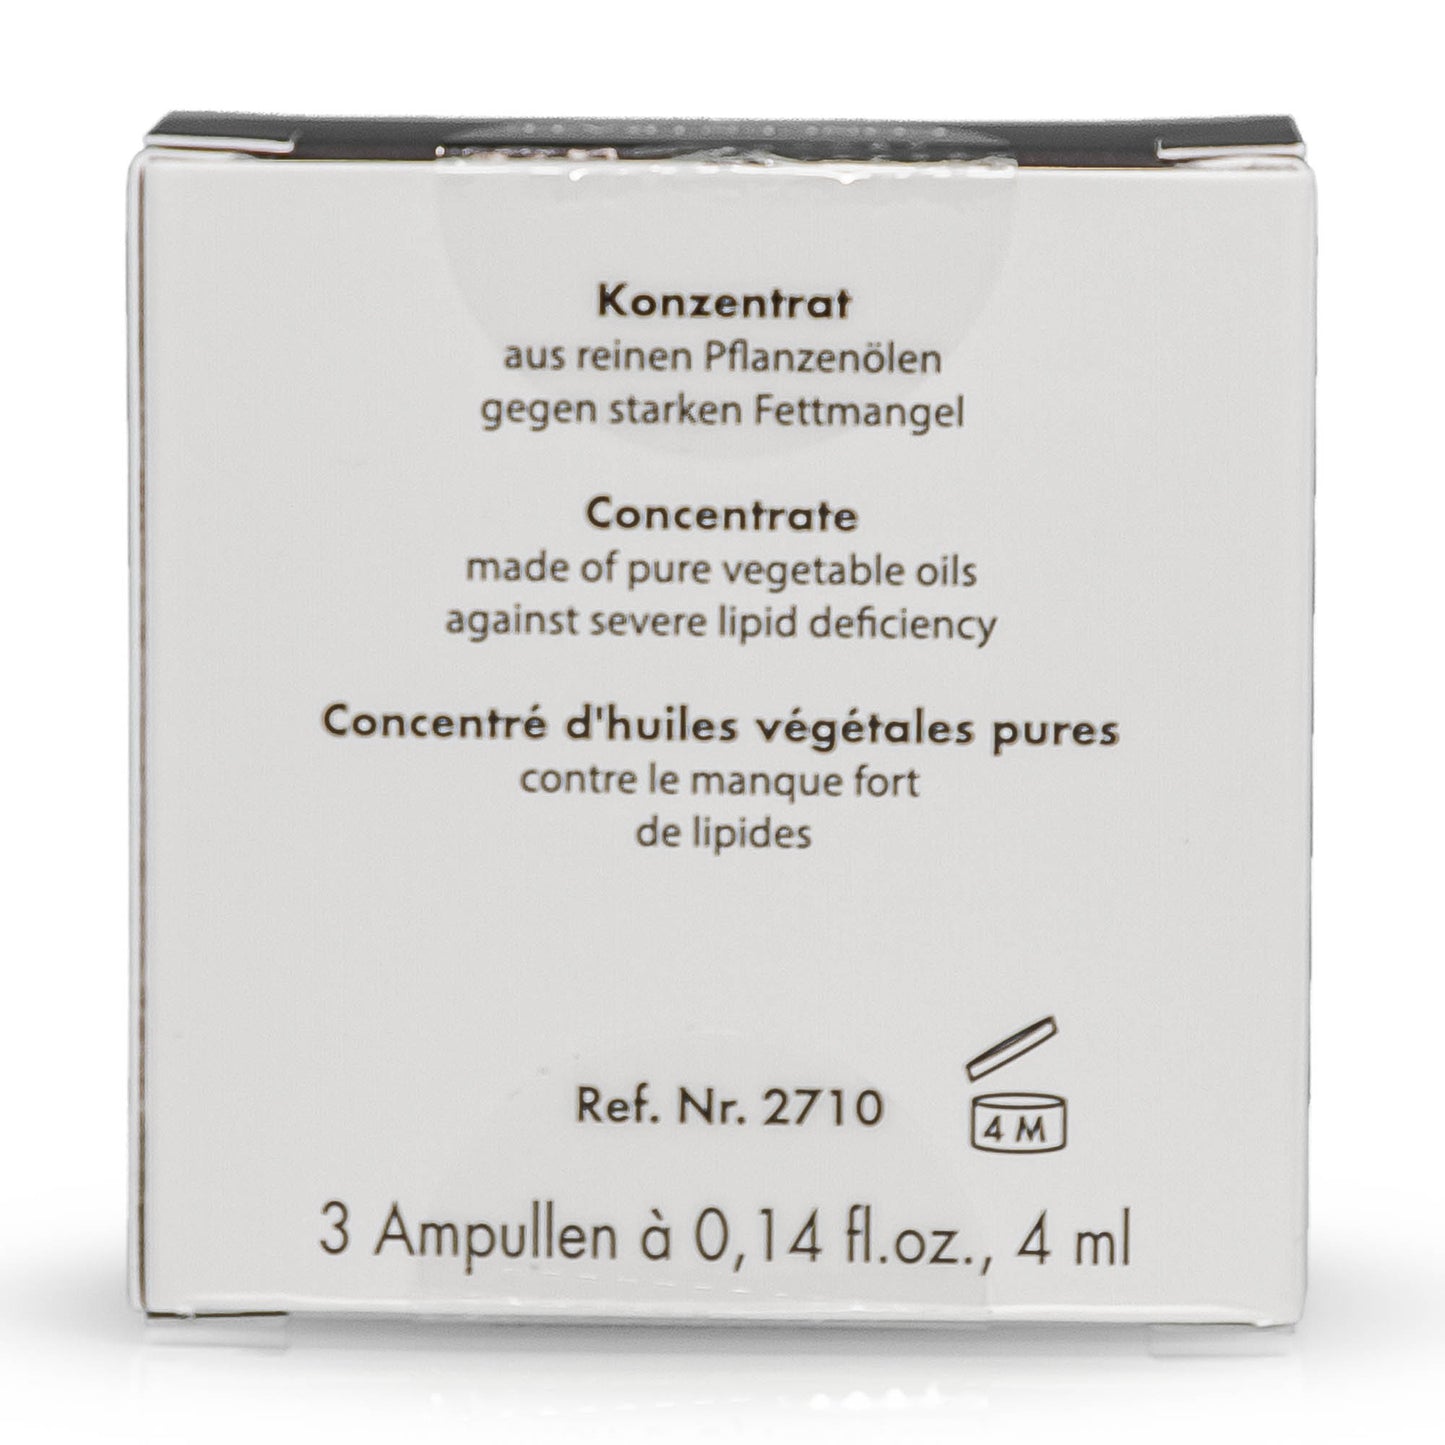 Konzentrat
aus reinen Pflanzenölen
gegen starken Fettmangel
Concentrate
made of pure vegetable oils
against severe lipid deficiency
Concentré d'huiles végétales pures
contre le manque fort
de lipides
Ref. Nr. 2710
4 M
3 Ampullen à 0,14 fl.oz., 4 ml